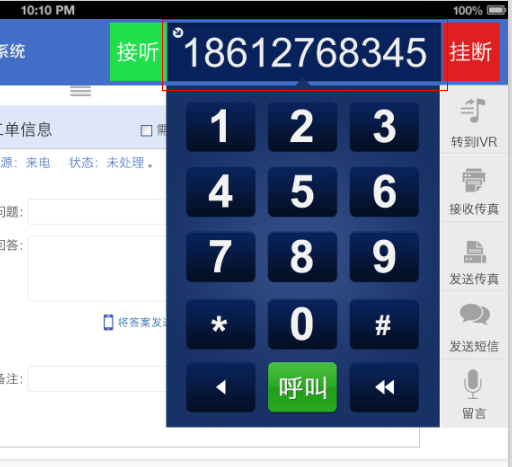 10:10 PM 100%
系统 接听 18612768345 挂断
工单信息 需
1 2 3
转到IVR
源: 来电 状态: 未处理
4 5 6
接收传真
问题:
回答:
7 8 9
发送传真
* 0 #
将答案发送
发送短信
备注:
呼叫
留言